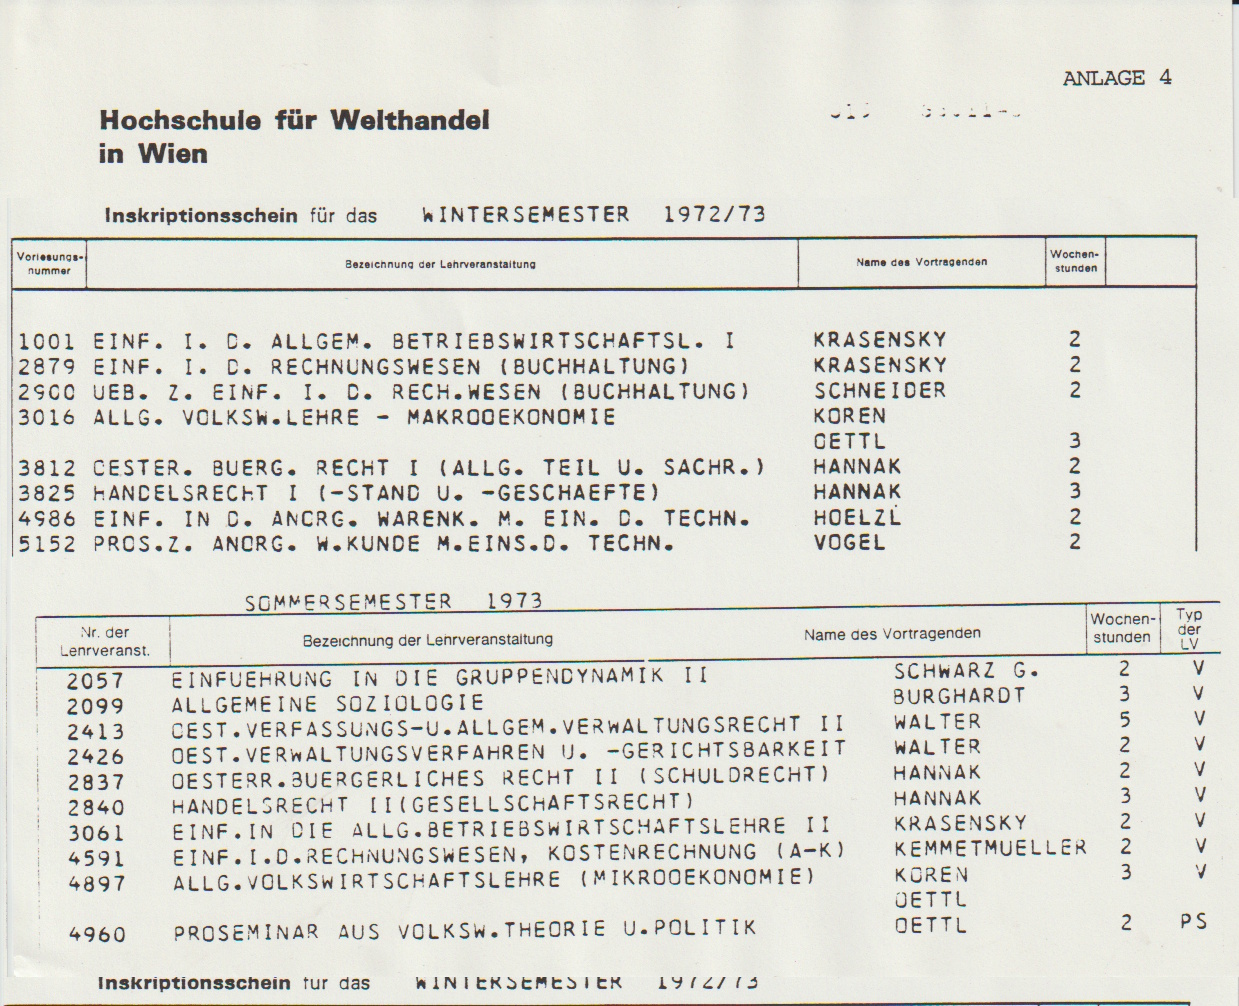 ANLAGE 4
Hochschule für Welthandel
in Wien
Inskriptionsschein für das WINTERSEMESTER 1972/73
Vorlesungs-nummer Bezeichnung der Lehrveranstaltung Name des Vortragenden Wochen-stunden
1001 EINF. I. D. ALLGEM. BETRIEBSWIRTSCHAFTSL. I KRASENSKY 2
2879 EINF. I. D. RECHNUNGSWESEN (BUCHHALTUNG) KRASENSKY 2
2900 UEB. Z. EINF. I. D. RECH.WESEN (BUCHHALTUNG) SCHNEIDER 2
3016 ALLG. VOLKSW.LEHRE - MAKROOEKONOMIE KOREN
OETTL 3
3812 OESTER. BUERG. RECHT I (ALLG. TEIL U. SACHR.) HANNAK 2
3825 HANDELSRECHT I (-STAND U. -GESCHAEFTE) HANNAK 3
4986 EINF. IN D. ANORG. WARENK. M. EIN. D. TECHN. HOELZL 2
5152 PROS.Z. ANORG. W.KUNDE M.EINS.D. TECHN. VOGEL 2
SOMMERSEMESTER 1973
Nr. der Lehrveranst. Bezeichnung der Lehrveranstaltung Name des Vortragenden Wochen-stunden Typ der LV
2057 EINFUEHRUNG IN DIE GRUPPENDYNAMIK II SCHWARZ G. 2 V
2099 ALLGEMEINE SOZIOLOGIE BURGHARDT 3 V
2413 OEST.VERFASSUNGS-U.ALLGEM.VERWALTUNGSRECHT II WALTER 5 V
2426 OEST.VERWALTUNGSVERFAHREN U. -GERICHTSBARKEIT WALTER 2 V
2837 OESTERR.BUERGERLICHES RECHT II (SCHULDRECHT) HANNAK 2 V
2840 HANDELSRECHT II(GESELLSCHAFTSRECHT) HANNAK 3 V
3061 EINF.IN DIE ALLG.BETRIEBSWIRTSCHAFTSLEHRE II KRASENSKY 2 V
4591 EINF.I.D.RECHNUNGSWESEN, KOSTENRECHNUNG (A-K) KEMMETMUELLER 2 V
4897 ALLG.VOLKSWIRTSCHAFTSLEHRE (MIKROOEKONOMIE) KOREN 3 V
OETTL
4960 PROSEMINAR AUS VOLKSW.THEORIE U.POLITIK OETTL 2 PS
Inskriptionsschein für das WINTERSEMESTER 1972/73